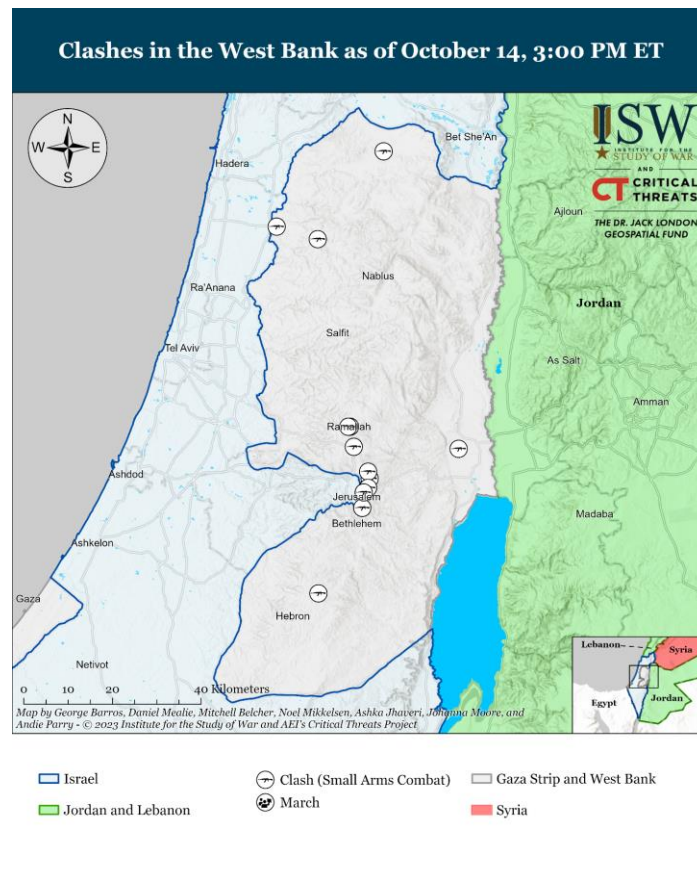 Clashes in the West Bank as of October 14, 3:00 PM ET
N
W
E
S
ISW
INSTITUTE FOR THE
STUDY OF WAR
AND
CT CRITICAL
THREATS
THE DR. JACK LONDON
GEOSPATIAL FUND
Bet She'An
Hadera
Ajloun
Nablus
Ra'Anana
Jordan
Salfit
Tel Aviv
As Salt
Amman
Ramallah
Ashdod
Jerusalem
Madaba
Bethlehem
Ashkelon
Gaza
Hebron
Netivot
Lebanon
Syria
Egypt
Jordan
0 10 20 40 Kilometers
Map by George Barros, Daniel Mealie, Mitchell Belcher, Noel Mikkelsen, Ashka Jhaveri, Johanna Moore, and
Andie Parry - © 2023 Institute for the Study of War and AEI's Critical Threats Project
Israel
Clash (Small Arms Combat)
Gaza Strip and West Bank
Jordan and Lebanon
March
Syria